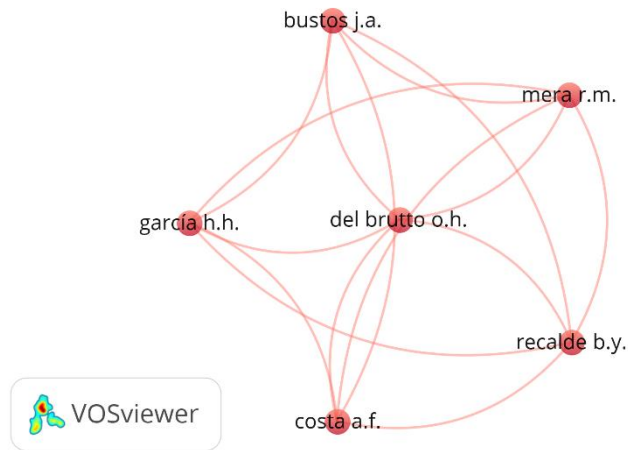 bustos j.a.
mera r.m.
garcía h.h.
del brutto o.h.
recalde b.y.
costa a.f.
VOSviewer